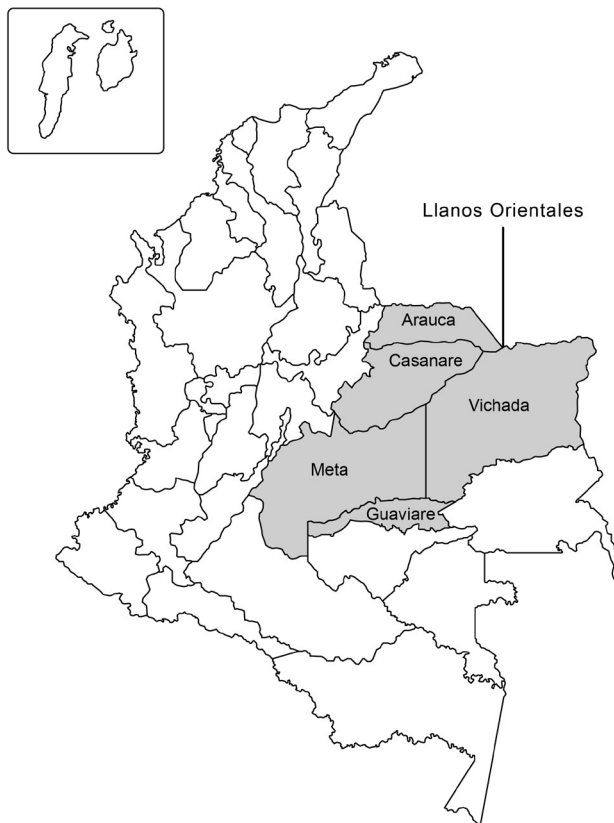 Llanos Orientales
Arauca
Casanare
Vichada
Meta
Guaviare